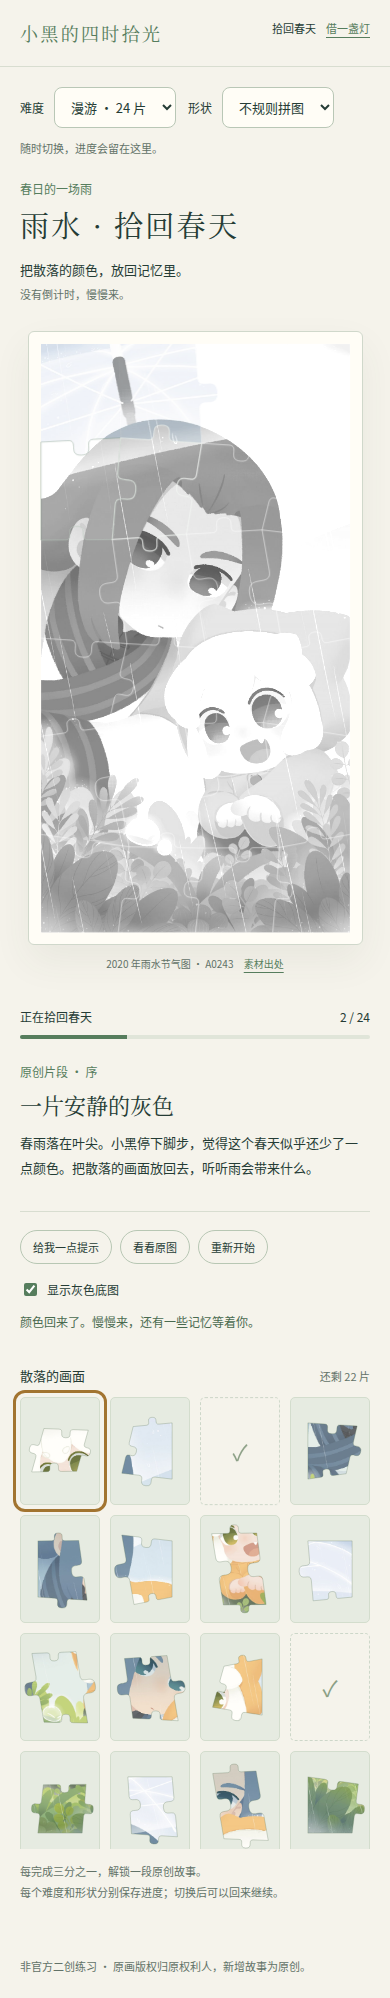 小黑的四时拾光
拾回春天 借一盏灯
难度 漫游 · 24 片 形状 不规则拼图
随时切换，进度会留在这里。
春日的一场雨
雨水 · 拾回春天
把散落的颜色，放回记忆里。
没有倒计时，慢慢来。
2020 年雨水节气图 · A0243 素材出处
正在拾回春天 2 / 24
原创片段 · 序
一片安静的灰色
春雨落在叶尖。小黑停下脚步，觉得这个春天似乎还少了一
点颜色。把散落的画面放回去，听听雨会带来什么。
给我一点提示 看看原图 重新开始
显示灰色底图
颜色回来了。慢慢来，还有一些记忆等着你。
散落的画面 还剩 22 片
每完成三分之一，解锁一段原创故事。
每个难度和形状分别保存进度；切换后可以回来继续。
非官方二创练习 · 原画版权归原权利人，新增故事为原创。